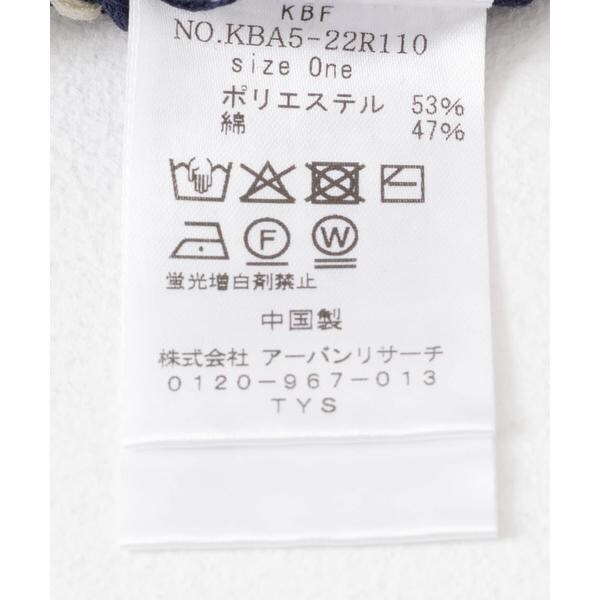 KBF
NO.KBA5-22R110
size One
ポリエステル 53%
綿 47%
F W
蛍光増白剤禁止
中国製
株式会社 アーバンリサーチ
0120-967-013
TYS